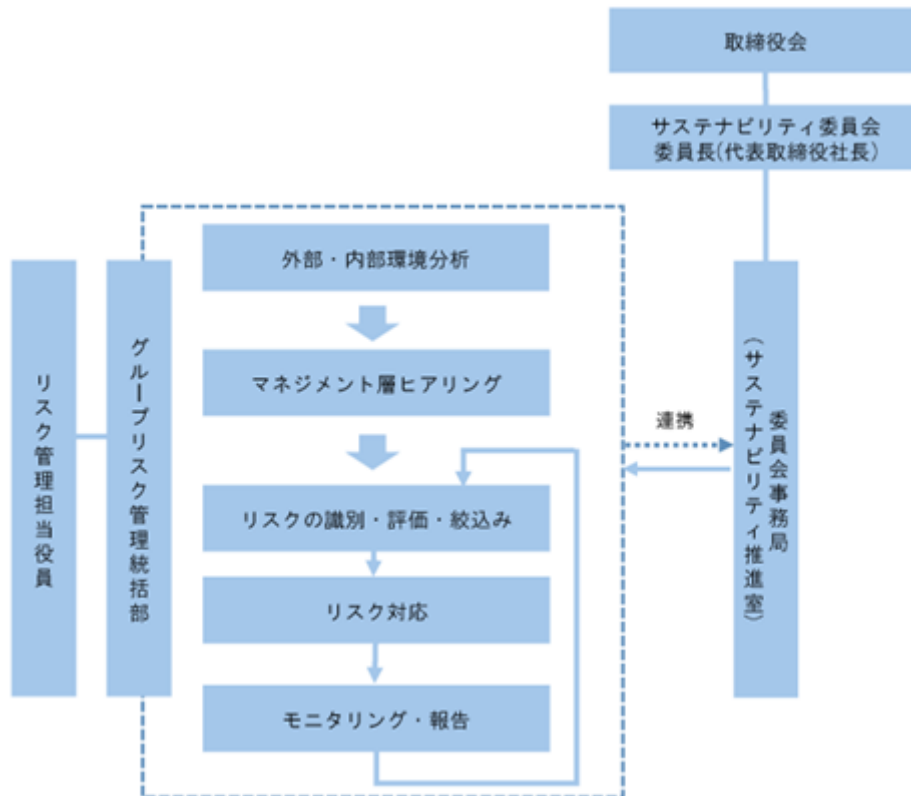 取締役会
サステナビリティ委員会
委員長(代表取締役社長)
外部・内部環境分析
マネジメント層ヒアリング
リスクの識別・評価・絞込み
リスク対応
モニタリング・報告
リスク管理担当役員
グループリスク管理統括部
連携
委員会事務局
(サステナビリティ推進室)